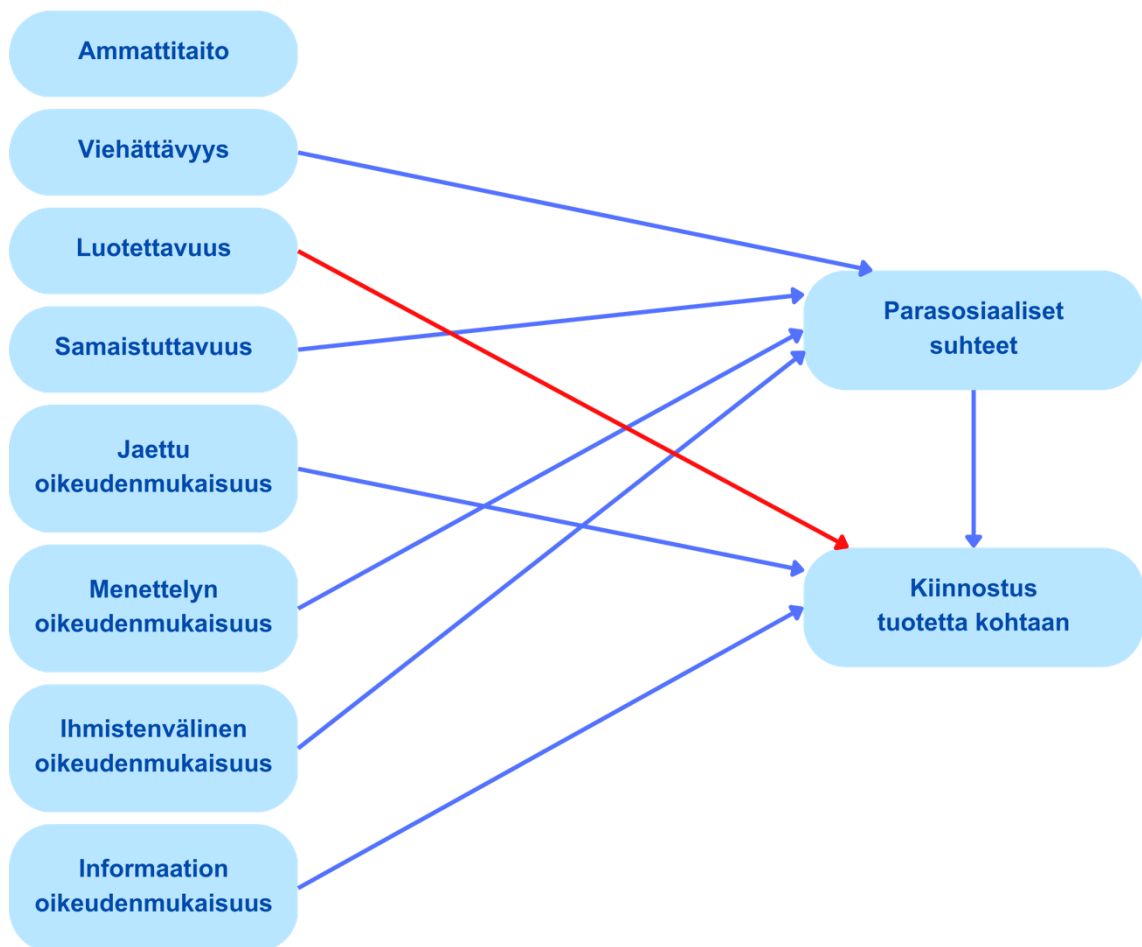 Ammattitaito
Viehättävyys
Luotettavuus
Samaistuttavuus
Jaettu
oikeudenmukaisuus
Menettelyn
oikeudenmukaisuus
Ihmistenvälinen
oikeudenmukaisuus
Informaation
oikeudenmukaisuus
Parasosiaaliset
suhteet
Kiinnostus
tuotetta kohtaan